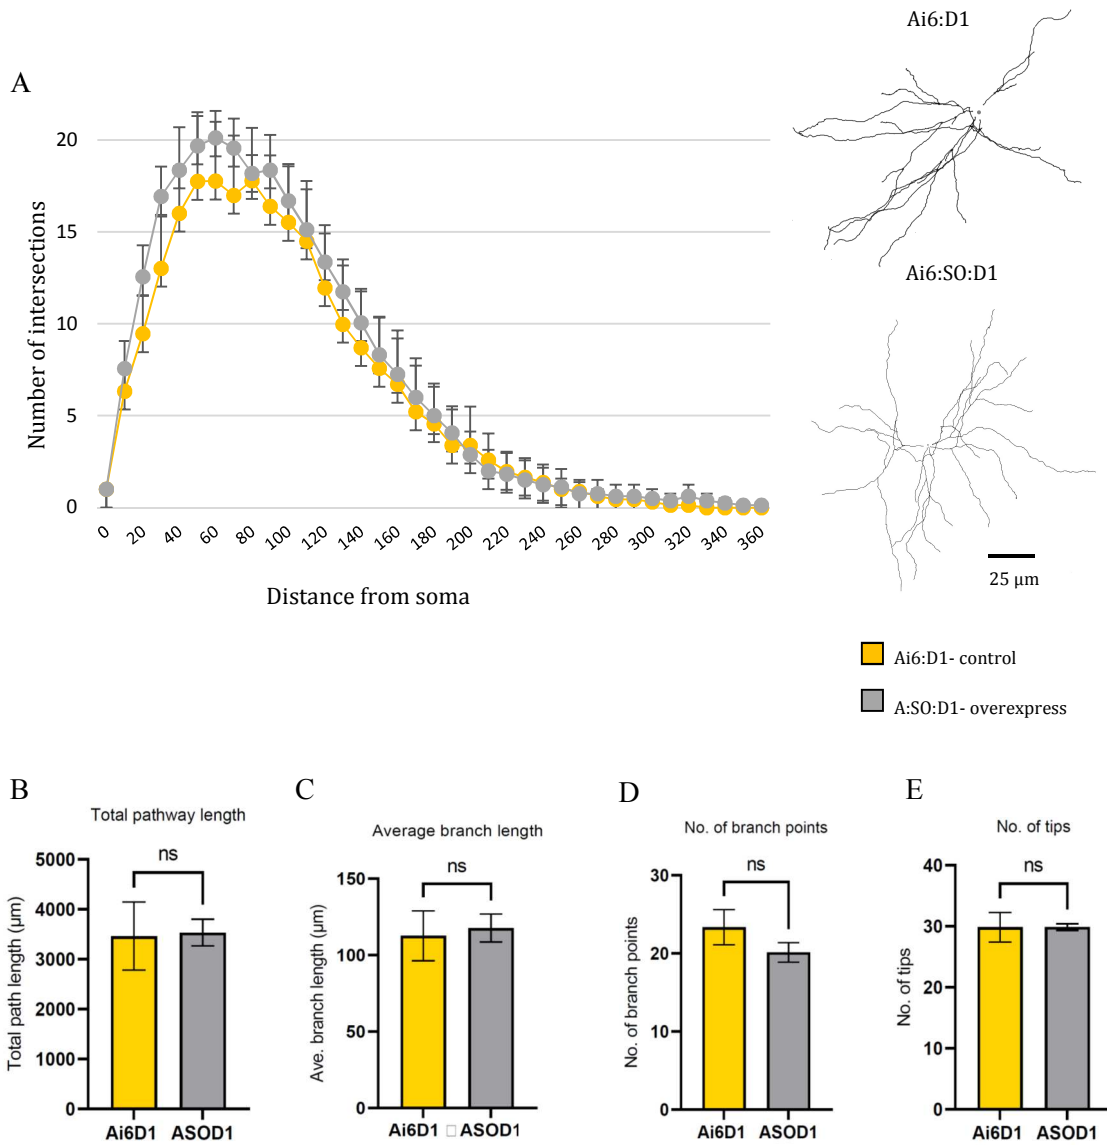 Ai6:D1
A
20
15
10
5
0
Number of intersections
0 20 40 60 80 100 120 140 160 180 200 220 240 260 280 300 320 340 360
Distance from soma
Ai6:SO:D1
25 μm
Ai6:D1- control
A:SO:D1- overexpress
B
Total pathway length
ns
5000
4000
3000
2000
1000
0
Total path length (μm)
Ai6D1 ASOD1
C
Average branch length
ns
150
100
50
0
Ave. branch length (μm)
Ai6D1 □ ASOD1
D
No. of branch points
ns
30
20
10
0
No. of branch points
Ai6D1 ASOD1
E
No. of tips
ns
40
30
20
10
0
No. of tips
Ai6D1 ASOD1